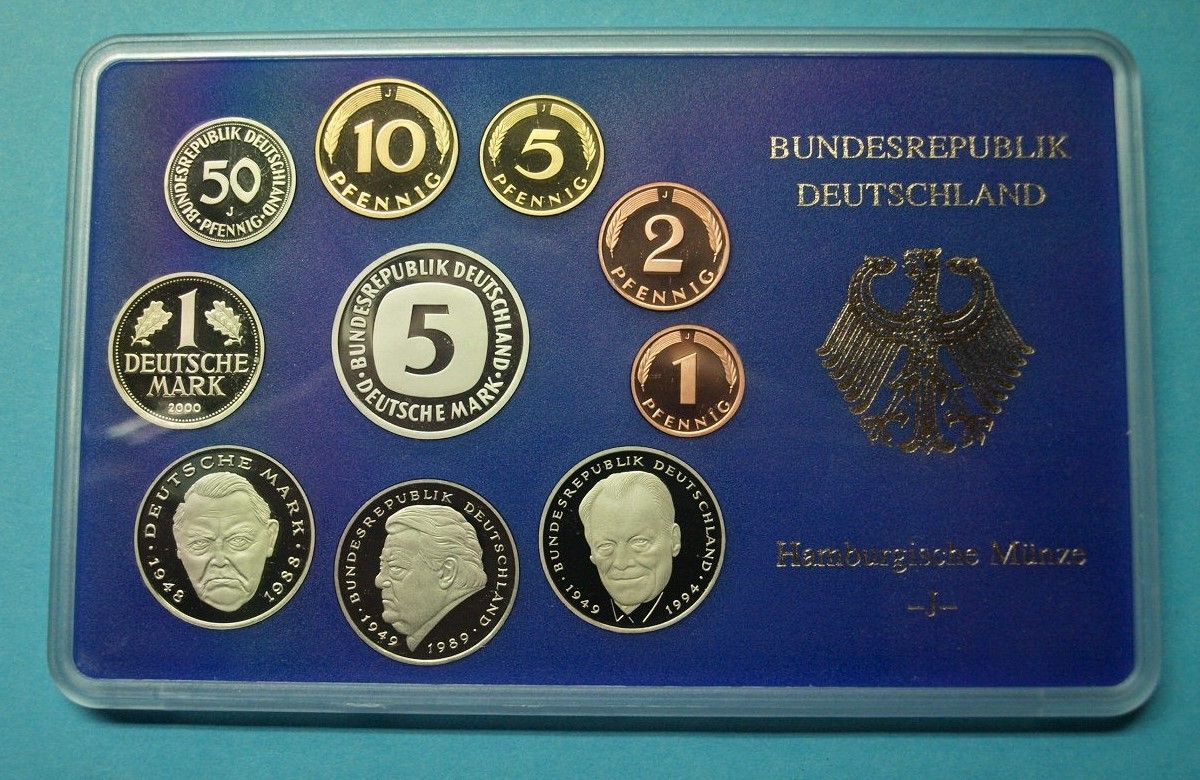 BUNDESREPUBLIK DEUTSCHLAND
50
J
PFENNIG
J
10
PFENNIG
J
5
PFENNIG
J
2
PFENNIG
J
1
PFENNIG
1
DEUTSCHE
MARK
2000
BUNDESREPUBLIK DEUTSCHLAND
5
DEUTSCHE MARK
DEUTSCHE MARK
1948 1988
BUNDESREPUBLIK DEUTSCHLAND
1949 1989
BUNDESREPUBLIK DEUTSCHLAND
1949 1994
BUNDESREPUBLIK
DEUTSCHLAND
Hamburgische Münze
–J–